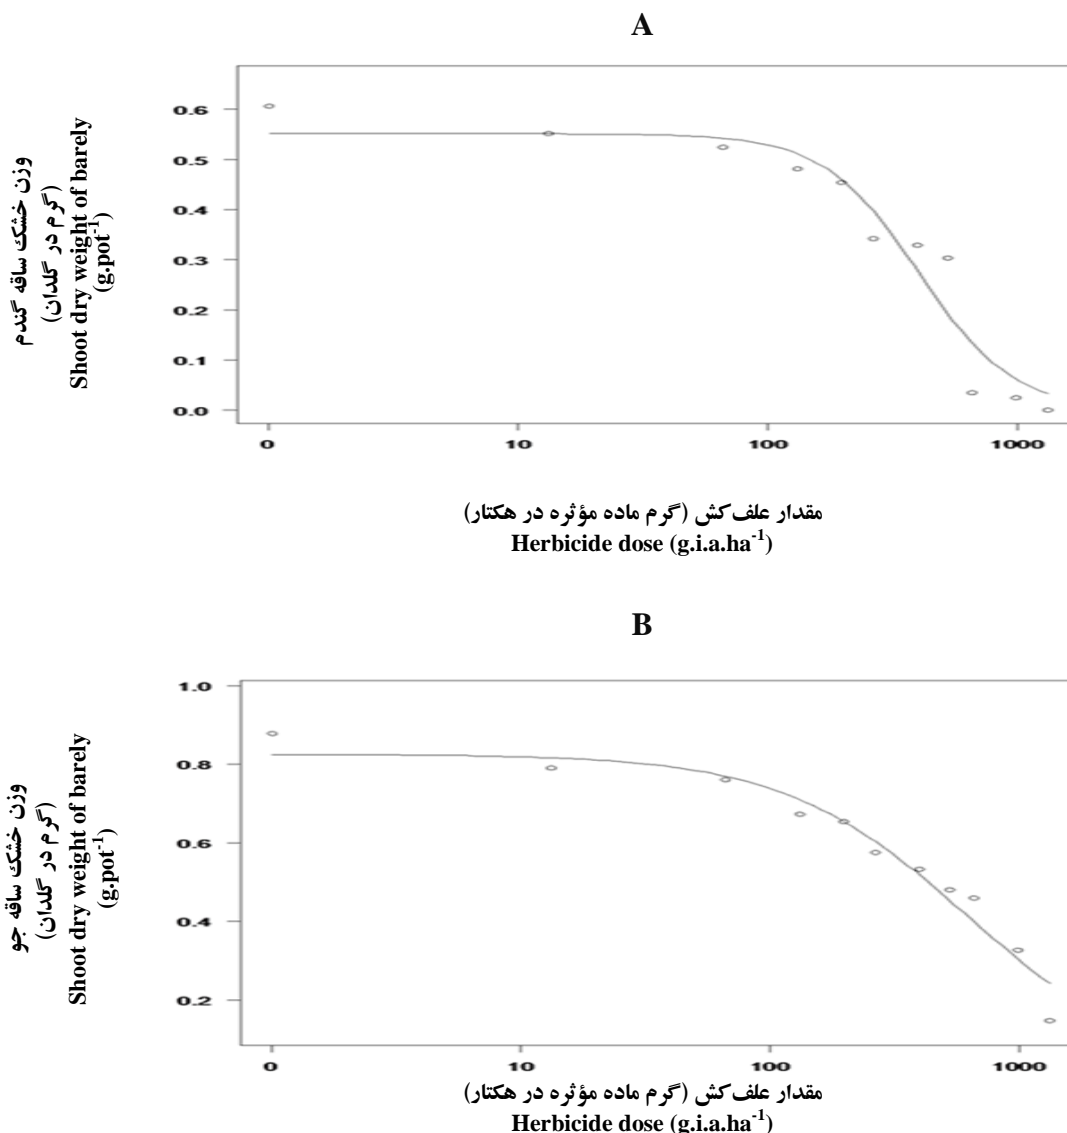 A
وزن خشک ساقه گندم
(گرم در گلدان)
Shoot dry weight of barely
(g.pot⁻¹)
0.6
0.5
0.4
0.3
0.2
0.1
0.0
0 10 100 1000
مقدار علف‌کش (گرم ماده مؤثره در هکتار)
Herbicide dose (g.i.a.ha⁻¹)
B
وزن خشک ساقه جو
(گرم در گلدان)
Shoot dry weight of barely
(g.pot⁻¹)
1.0
0.8
0.6
0.4
0.2
0 10 100 1000
مقدار علف‌کش (گرم ماده مؤثره در هکتار)
Herbicide dose (g.i.a.ha⁻¹)